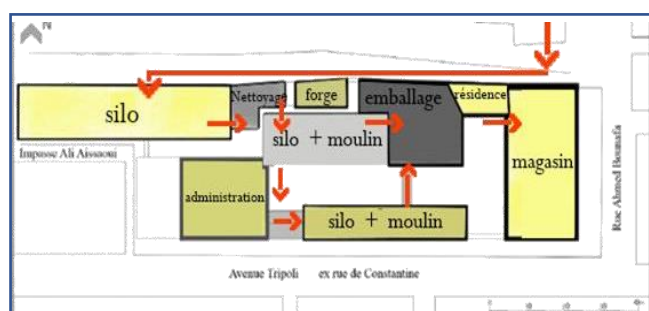 N
Nettoyage
forge
emballage
résidence
silo
silo + moulin
Impasse Ali Aissaoui
magasin
Rue Ahmed Boumafa
administration
silo + moulin
Avenue Tripoli ex rue de Constantine